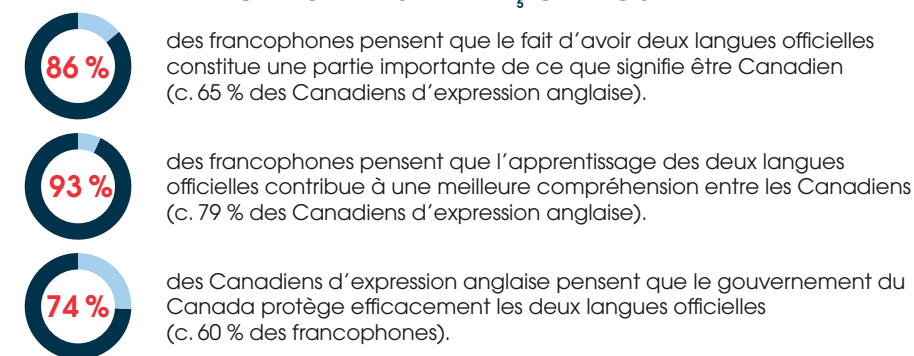 86 %
des francophones pensent que le fait d’avoir deux langues officielles
constitue une partie importante de ce que signifie être Canadien
(c. 65 % des Canadiens d’expression anglaise).
93 %
des francophones pensent que l’apprentissage des deux langues
officielles contribue à une meilleure compréhension entre les Canadiens
(c. 79 % des Canadiens d’expression anglaise).
74 %
des Canadiens d’expression anglaise pensent que le gouvernement du
Canada protège efficacement les deux langues officielles
(c. 60 % des francophones).